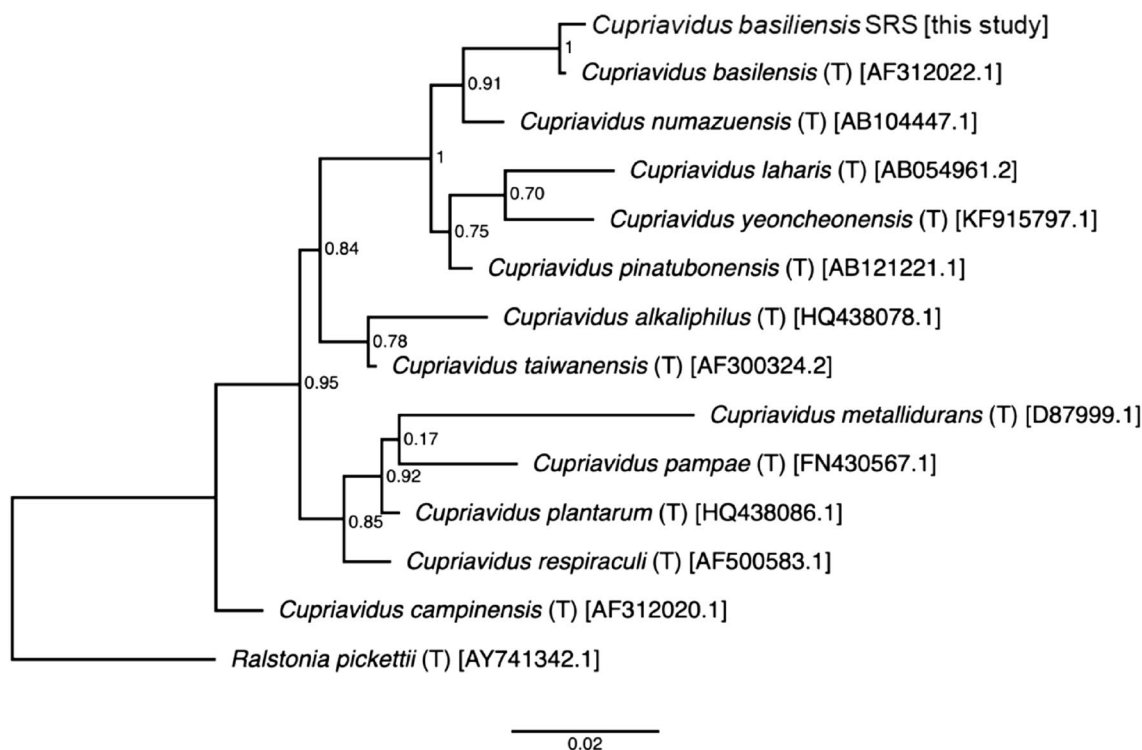 Cupriavidus basiliensis SRS [this study]
1
Cupriavidus basilensis (T) [AF312022.1]
0.91
Cupriavidus numazuensis (T) [AB104447.1]
1
Cupriavidus laharis (T) [AB054961.2]
0.70
Cupriavidus yeoncheonensis (T) [KF915797.1]
0.75
0.84
Cupriavidus pinatubonensis (T) [AB121221.1]
Cupriavidus alkaliphilus (T) [HQ438078.1]
0.78
Cupriavidus taiwanensis (T) [AF300324.2]
0.95
Cupriavidus metallidurans (T) [D87999.1]
0.17
Cupriavidus pampae (T) [FN430567.1]
0.92
Cupriavidus plantarum (T) [HQ438086.1]
0.85
Cupriavidus respiraculi (T) [AF500583.1]
Cupriavidus campinensis (T) [AF312020.1]
Ralstonia pickettii (T) [AY741342.1]
0.02